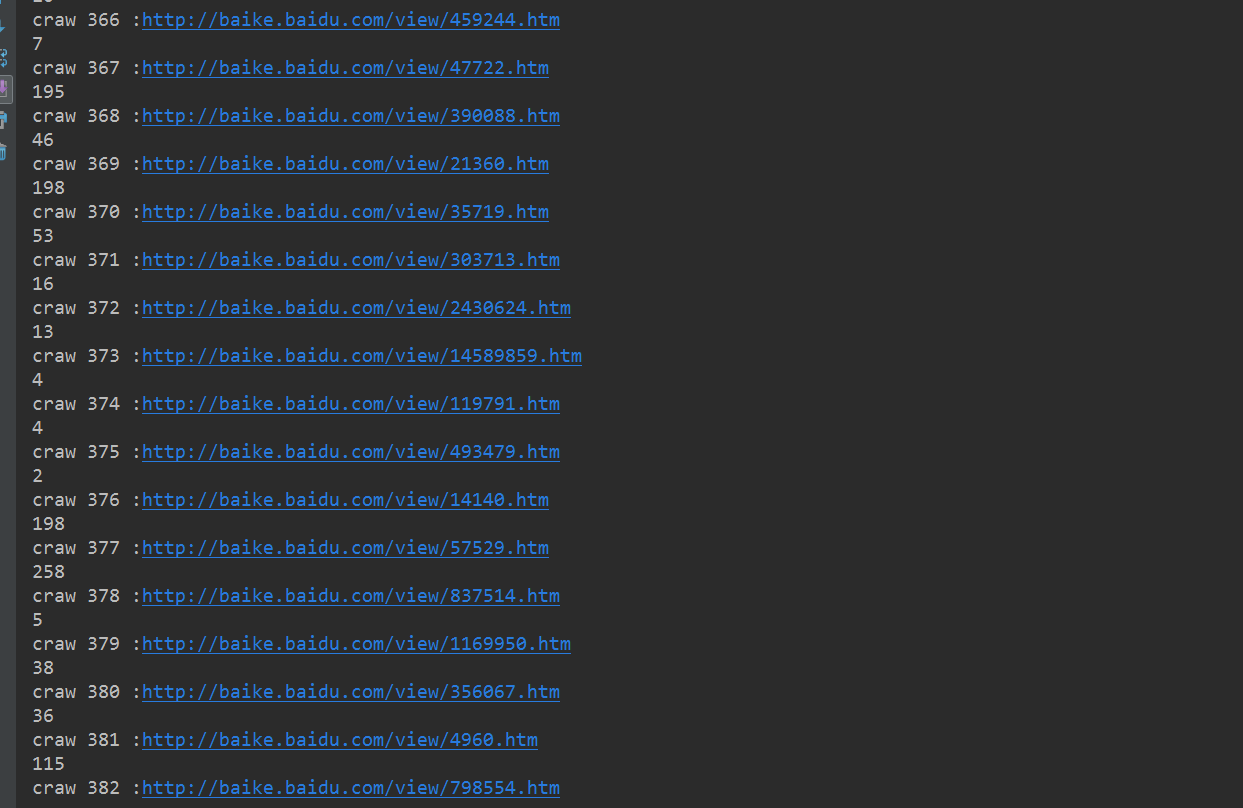 craw 366 :http://baike.baidu.com/view/459244.htm
7
craw 367 :http://baike.baidu.com/view/47722.htm
195
craw 368 :http://baike.baidu.com/view/390088.htm
46
craw 369 :http://baike.baidu.com/view/21360.htm
198
craw 370 :http://baike.baidu.com/view/35719.htm
53
craw 371 :http://baike.baidu.com/view/303713.htm
16
craw 372 :http://baike.baidu.com/view/2430624.htm
13
craw 373 :http://baike.baidu.com/view/14589859.htm
4
craw 374 :http://baike.baidu.com/view/119791.htm
4
craw 375 :http://baike.baidu.com/view/493479.htm
2
craw 376 :http://baike.baidu.com/view/14140.htm
198
craw 377 :http://baike.baidu.com/view/57529.htm
258
craw 378 :http://baike.baidu.com/view/837514.htm
5
craw 379 :http://baike.baidu.com/view/1169950.htm
38
craw 380 :http://baike.baidu.com/view/356067.htm
36
craw 381 :http://baike.baidu.com/view/4960.htm
115
craw 382 :http://baike.baidu.com/view/798554.htm